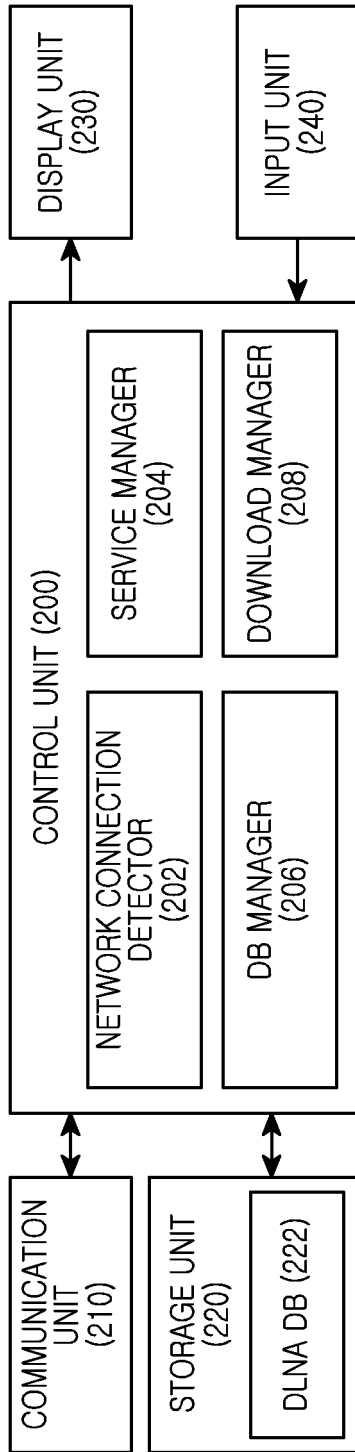 COMMUNICATION
UNIT
(210)
STORAGE UNIT
(220)
DLNA DB (222)
CONTROL UNIT (200)
NETWORK CONNECTION
DETECTOR
(202)
SERVICE MANAGER
(204)
DB MANAGER
(206)
DOWNLOAD MANAGER
(208)
DISPLAY UNIT
(230)
INPUT UNIT
(240)